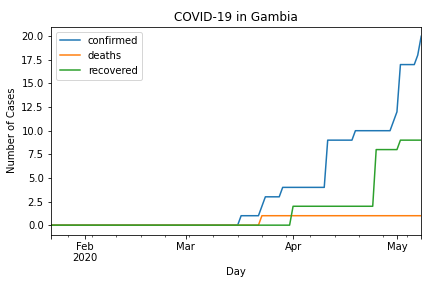 COVID-19 in Gambia
confirmed
deaths
recovered
Number of Cases
20.0
17.5
15.0
12.5
10.0
7.5
5.0
2.5
0.0
Feb
2020
Mar
Apr
May
Day